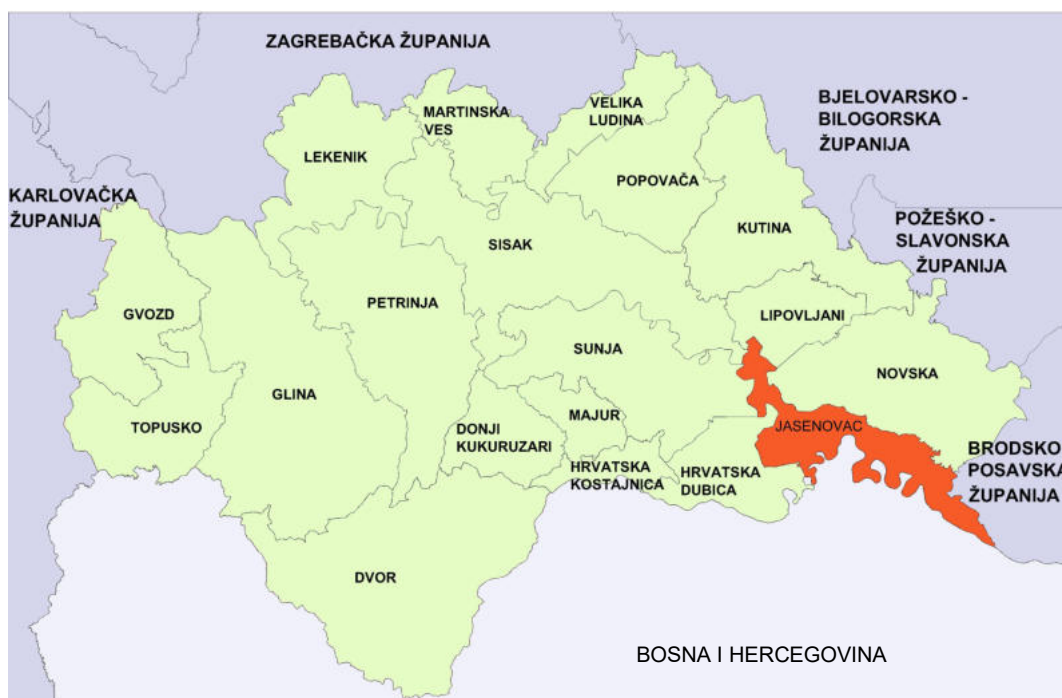 ZAGREBAČKA ŽUPANIJA
MARTINSKA
VES
VELIKA
LUDINA
BJELOVARSKO -
BILOGORSKA
ŽUPANIJA
LEKENIK
POPOVAČA
KARLOVAČKA
ŽUPANIJA
POŽEŠKO -
SLAVONSKA
ŽUPANIJA
KUTINA
SISAK
PETRINJA
GVOZD
LIPOVLJANI
SUNJA
NOVSKA
GLINA
TOPUSKO
MAJUR
DONJI
KUKURUZARI
JASENOVAC
HRVATSKA
KOSTAJNICA
HRVATSKA
DUBICA
BRODSKO
POSAVSKA
ŽUPANIJA
DVOR
BOSNA I HERCEGOVINA